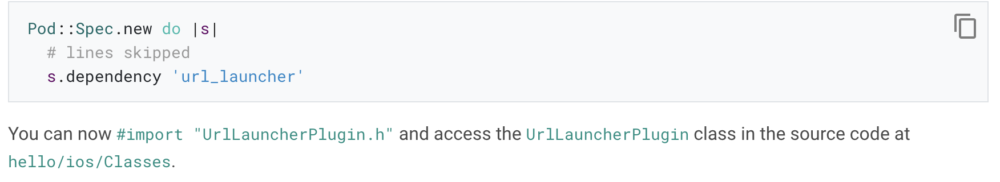 Pod::Spec.new do |s|
  # lines skipped
  s.dependency 'url_launcher'
You can now #import "UrlLauncherPlugin.h" and access the UrlLauncherPlugin class in the source code at
hello/ios/Classes.